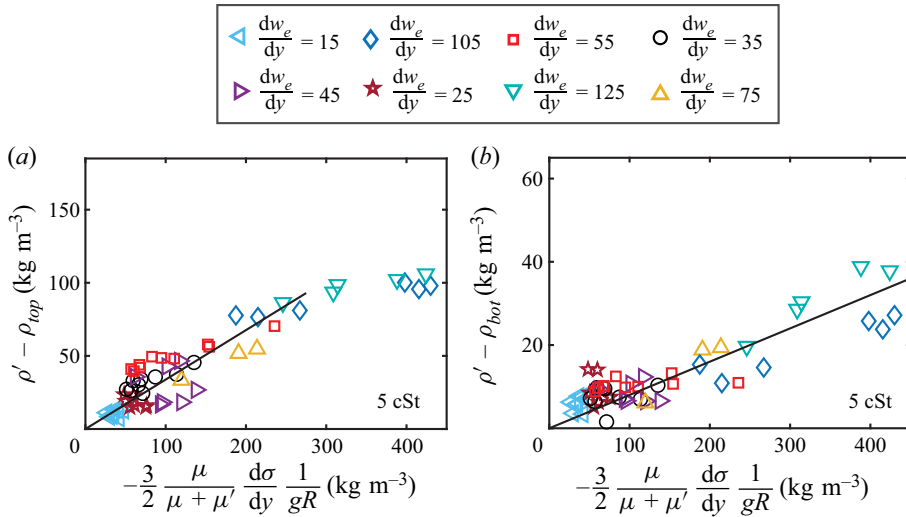 dw_e/dy = 15 dw_e/dy = 105 dw_e/dy = 55 dw_e/dy = 35
dw_e/dy = 45 dw_e/dy = 25 dw_e/dy = 125 dw_e/dy = 75
(a)
150
100
50
0
100 200 300 400
ρ′ − ρ_top (kg m⁻³)
5 cSt
−3/2 μ/(μ + μ′) dσ/dy 1/gR (kg m⁻³)
(b)
60
40
20
0
100 200 300 400
ρ′ − ρ_bot (kg m⁻³)
5 cSt
−3/2 μ/(μ + μ′) dσ/dy 1/gR (kg m⁻³)